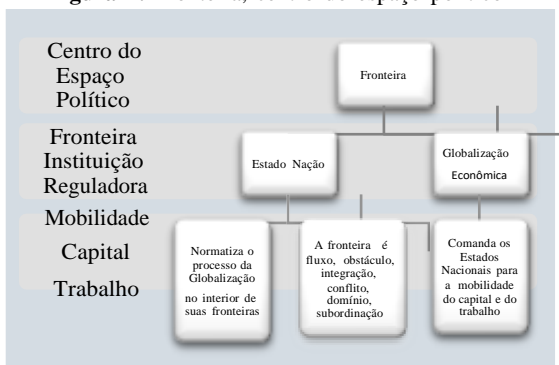 Centro do
Espaço
Político
Fronteira
Fronteira
Instituição
Reguladora
Estado Nação
Globalização
Econômica
Mobilidade
Capital
Trabalho
Normatiza o
processo da
Globalização
no interior de
suas fronteiras
A fronteira é
fluxo, obstáculo,
integração,
conflito,
domínio,
subordinação
Comanda os
Estados
Nacionais para
a mobilidade
do capital e do
trabalho